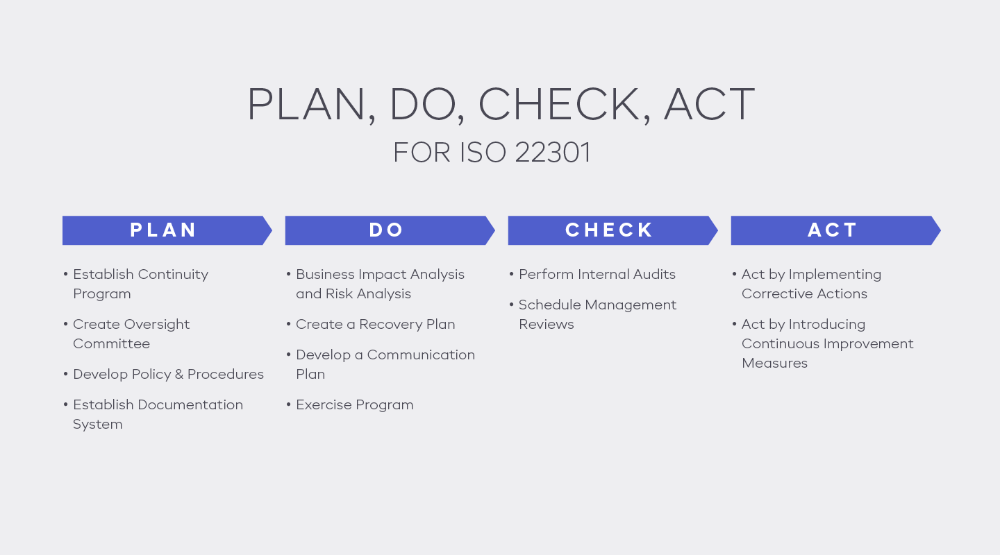 PLAN, DO, CHECK, ACT
FOR ISO 22301
PLAN
• Establish Continuity
Program
• Create Oversight
Committee
• Develop Policy & Procedures
• Establish Documentation
System
DO
• Business Impact Analysis
and Risk Analysis
• Create a Recovery Plan
• Develop a Communication
Plan
• Exercise Program
CHECK
• Perform Internal Audits
• Schedule Management
Reviews
ACT
• Act by Implementing
Corrective Actions
• Act by Introducing
Continuous Improvement
Measures